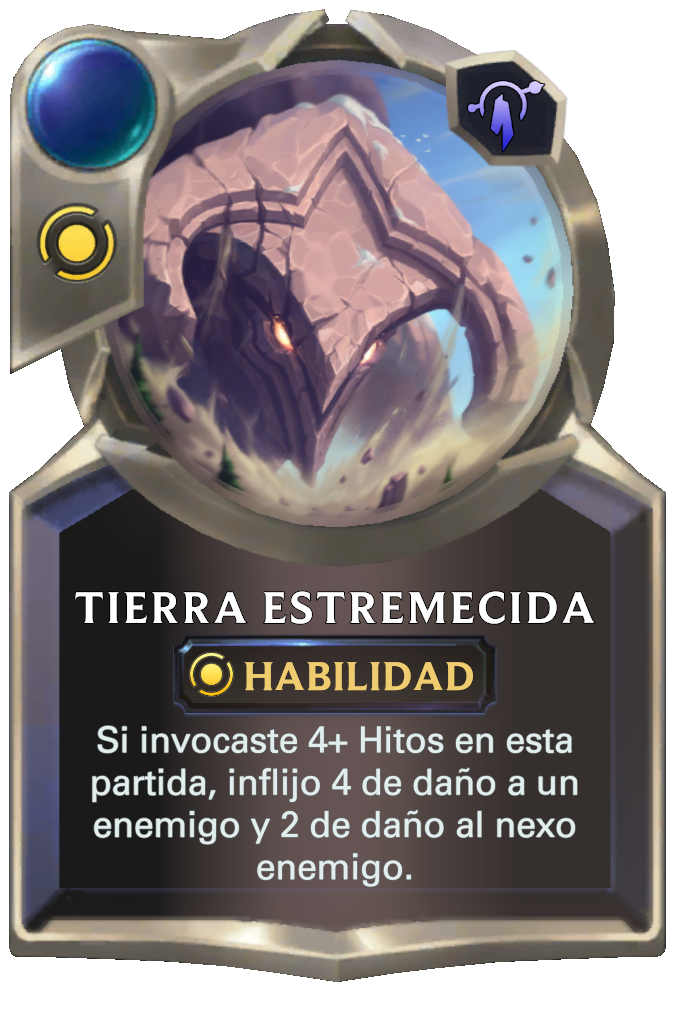 TIERRA ESTREMECIDA
HABILIDAD
Si invocaste 4+ Hitos en esta
partida, inflijo 4 de daño a un
enemigo y 2 de daño al nexo
enemigo.